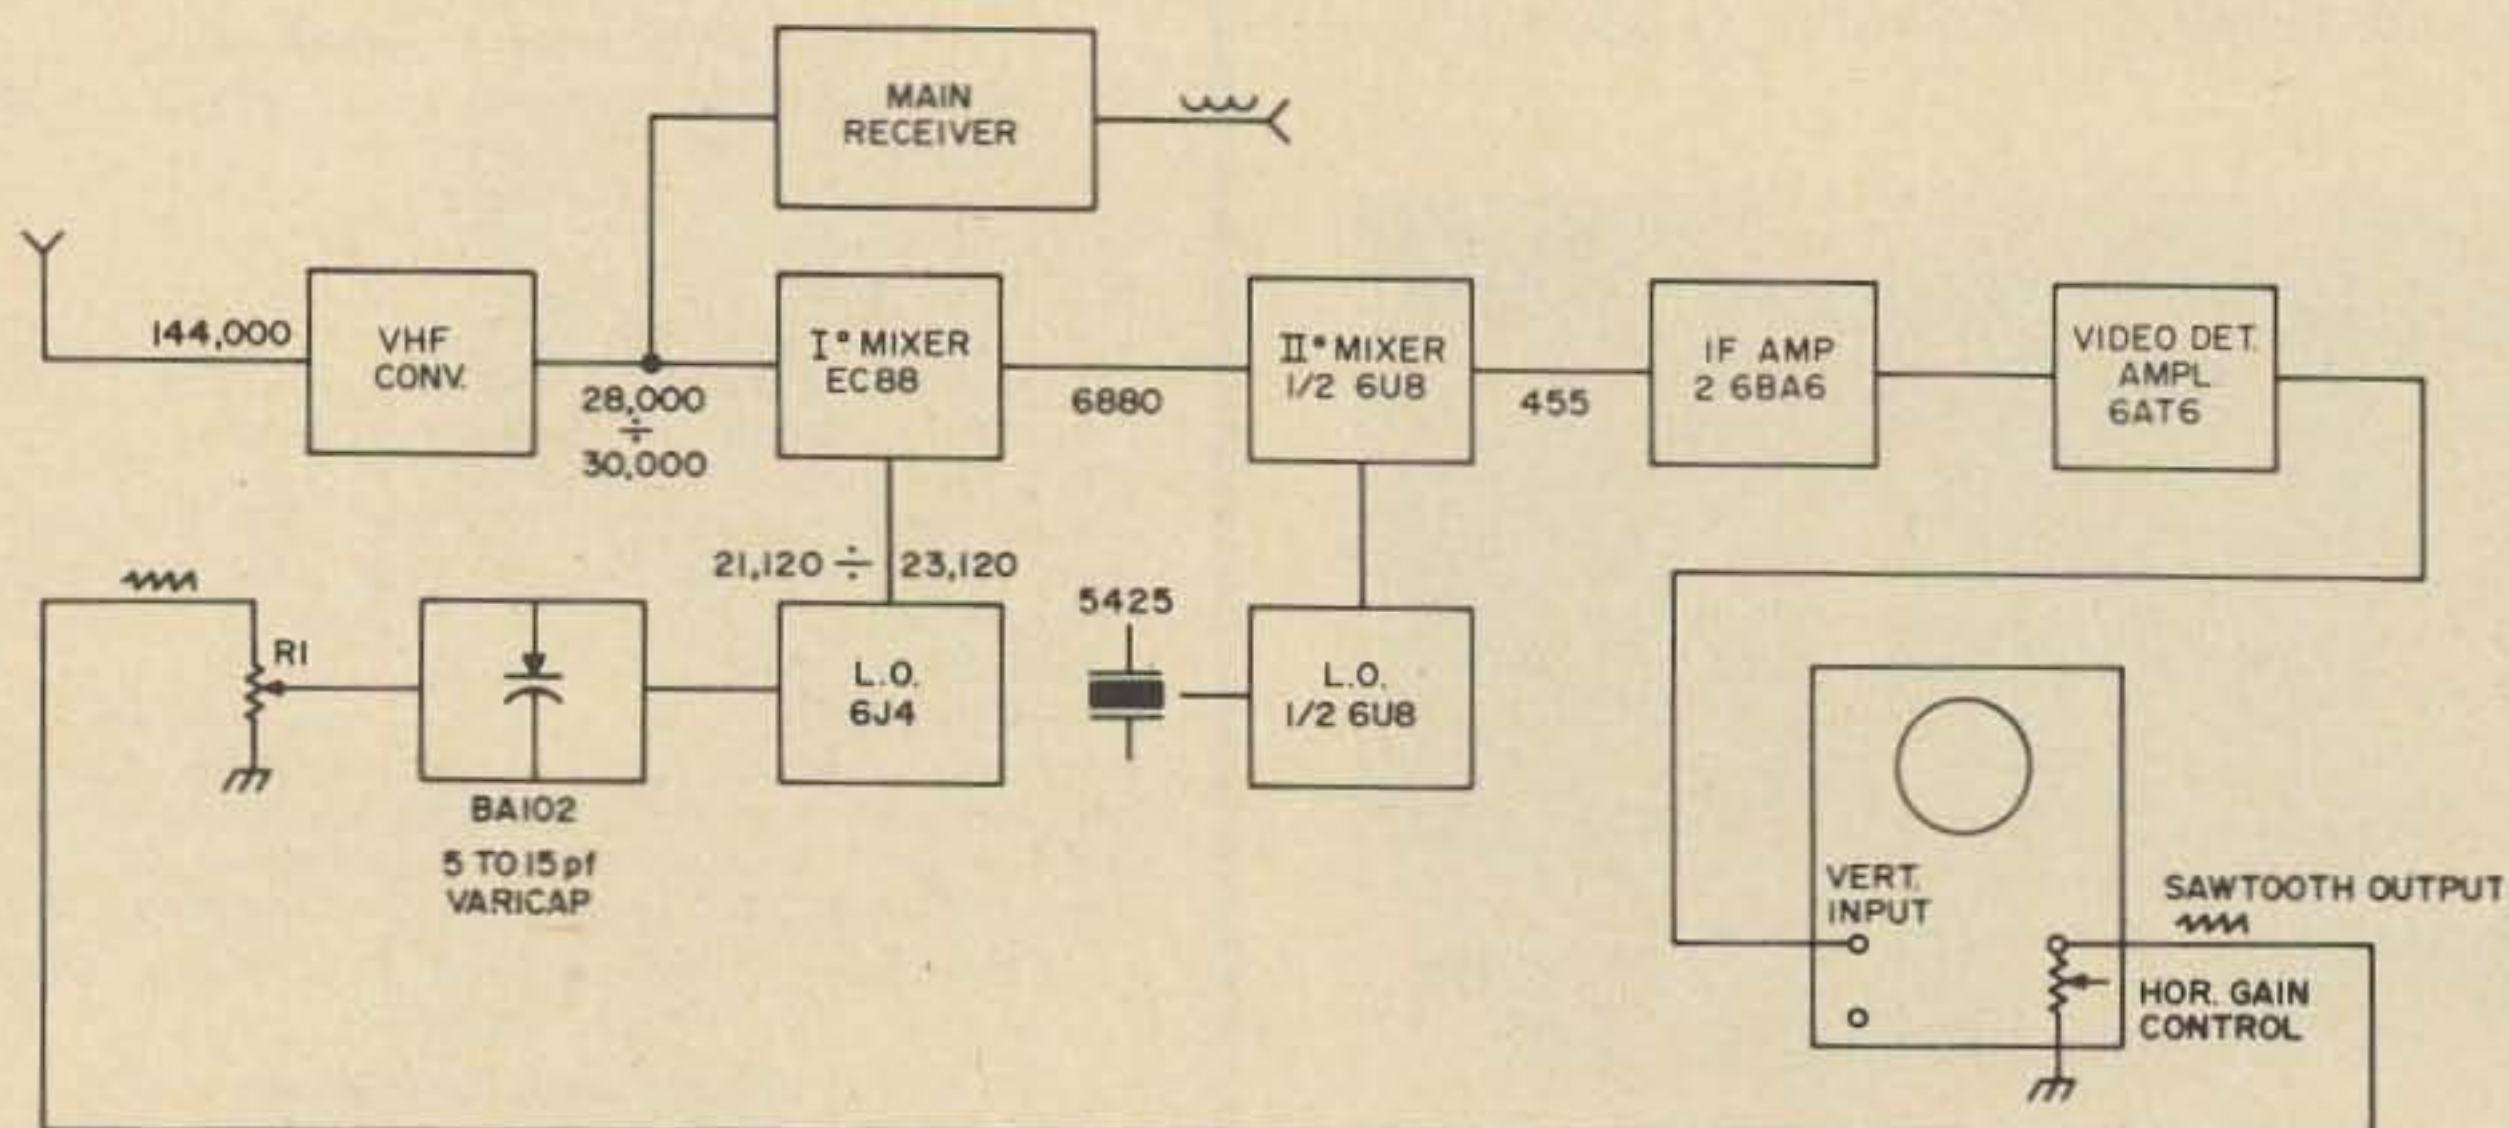 MAIN
RECEIVER
144,000
VHF
CONV.
28,000
÷
30,000
I° MIXER
EC88
6880
II° MIXER
1/2 6U8
455
IF AMP
2 6BA6
VIDEO DET.
AMPL
6AT6
21,120 ÷ 23,120
R1
BA102
5 TO 15 pf
VARICAP
L.O.
6J4
5425
L.O.
1/2 6U8
VERT.
INPUT
SAWTOOTH OUTPUT
HOR. GAIN
CONTROL